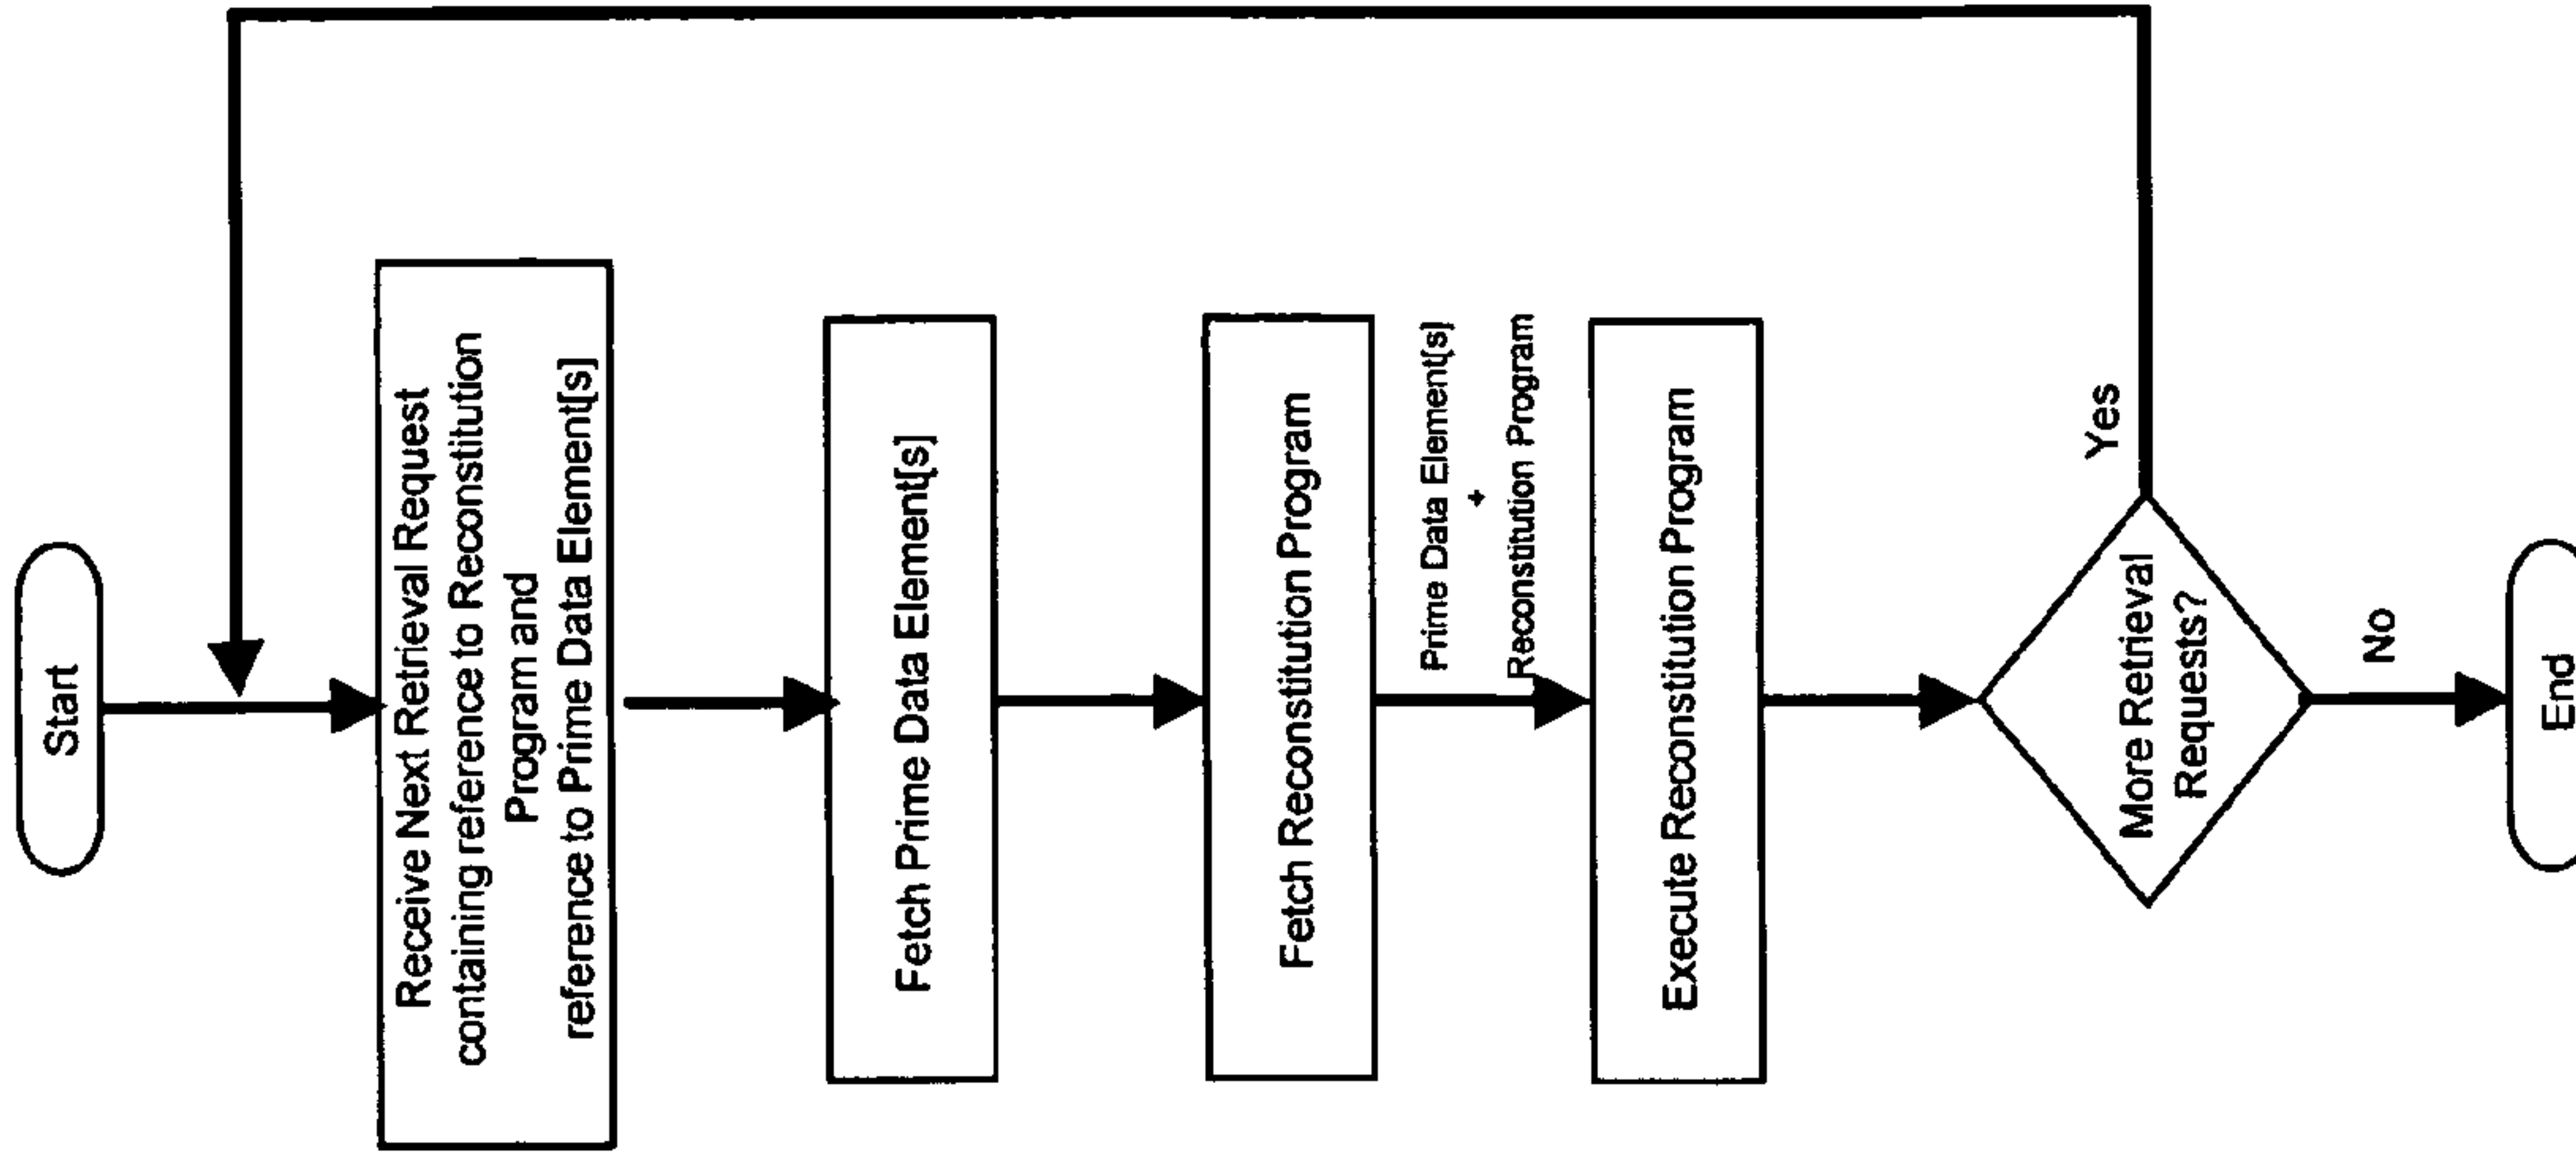 Start
Receive Next Retrieval Request
containing reference to Reconstitution
Program and
reference to Prime Data Element[s]
Fetch Prime Data Element[s]
Fetch Reconstitution Program
Prime Data Element[s]
+
Reconstitution Program
Execute Reconstitution Program
More Retrieval
Requests?
Yes
No
End